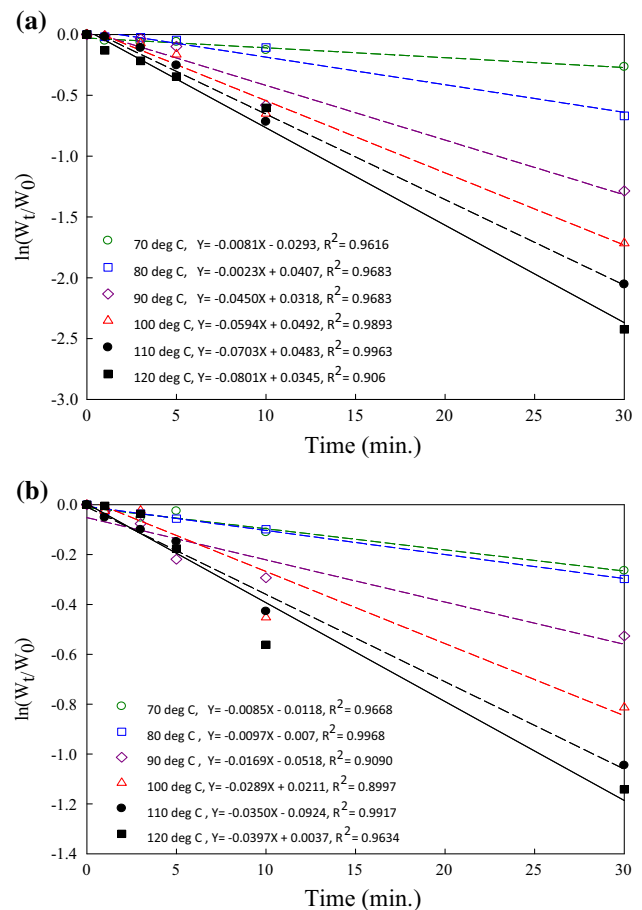 (a)
0.0
-0.5
-1.0
-1.5
-2.0
-2.5
-3.0
ln(W_t/W_0)
70 deg C, Y= -0.0081X - 0.0293, R² = 0.9616
80 deg C, Y= -0.0023X + 0.0407, R² = 0.9683
90 deg C, Y= -0.0450X + 0.0318, R² = 0.9683
100 deg C, Y= -0.0594X + 0.0492, R² = 0.9893
110 deg C, Y= -0.0703X + 0.0483, R² = 0.9963
120 deg C, Y= -0.0801X + 0.0345, R² = 0.906
0 5 10 15 20 25 30
Time (min.)
(b)
0.0
-0.2
-0.4
-0.6
-0.8
-1.0
-1.2
-1.4
ln(W_t/W_0)
70 deg C, Y= -0.0085X - 0.0118, R² = 0.9668
80 deg C, Y= -0.0097X - 0.007, R² = 0.9968
90 deg C , Y= -0.0169X - 0.0518, R² = 0.9090
100 deg C , Y= -0.0289X + 0.0211, R² = 0.8997
110 deg C , Y= -0.0350X - 0.0924, R² = 0.9917
120 deg C , Y= -0.0397X + 0.0037, R² = 0.9634
0 5 10 15 20 25 30
Time (min.)